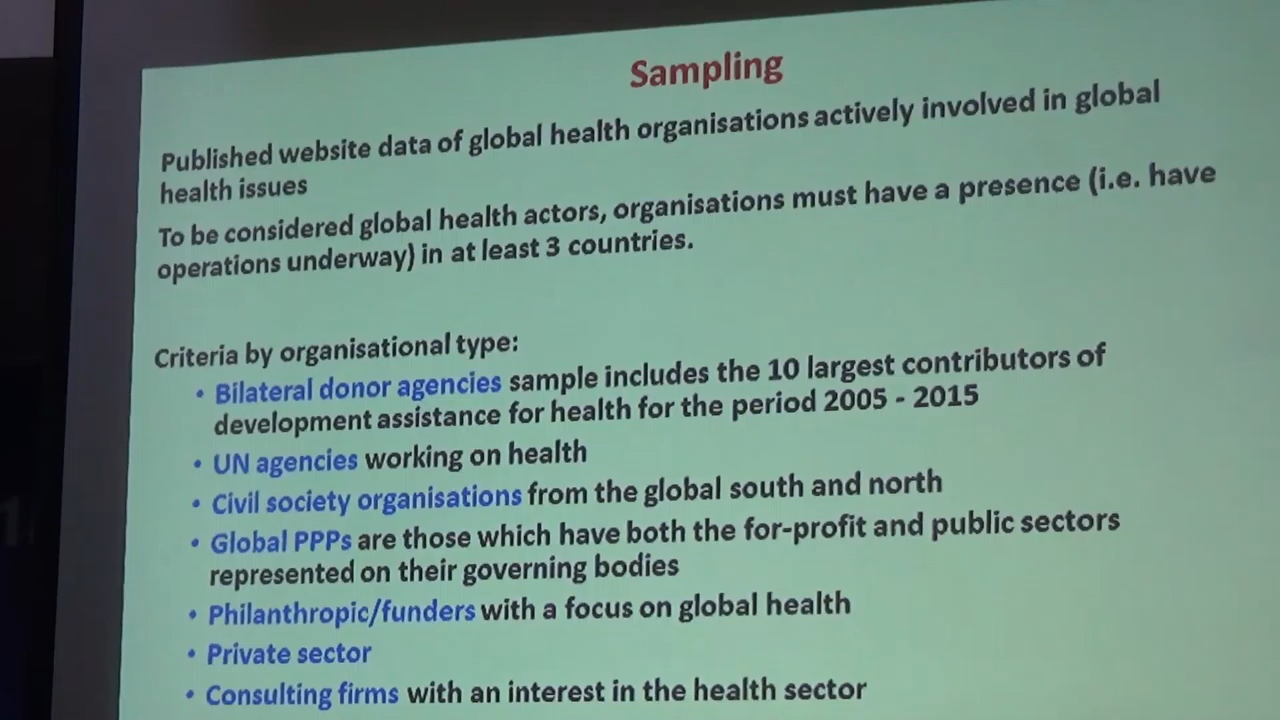 Sampling
Published website data of global health organisations actively involved in global
health issues
To be considered global health actors, organisations must have a presence (i.e. have
operations underway) in at least 3 countries.
Criteria by organisational type:
• Bilateral donor agencies sample includes the 10 largest contributors of
development assistance for health for the period 2005 - 2015
• UN agencies working on health
• Civil society organisations from the global south and north
• Global PPPs are those which have both the for-profit and public sectors
represented on their governing bodies
• Philanthropic/funders with a focus on global health
• Private sector
• Consulting firms with an interest in the health sector